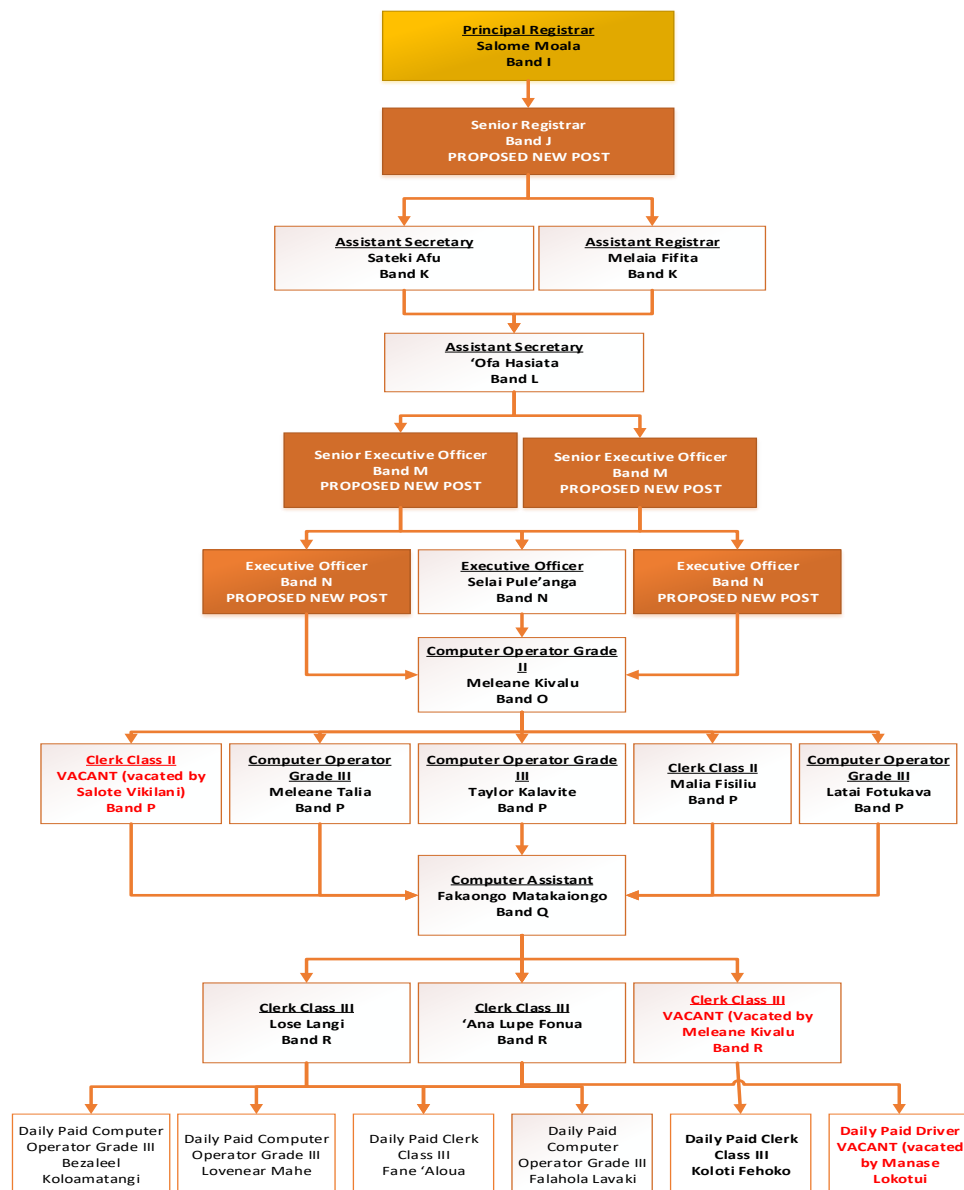 Principal Registrar
Salome Moala
Band I
Senior Registrar
Band J
PROPOSED NEW POST
Assistant Secretary
Sateki Afu
Band K
Assistant Registrar
Melaia Fifita
Band K
Assistant Secretary
‘Ofa Hasiata
Band L
Senior Executive Officer
Band M
PROPOSED NEW POST
Senior Executive Officer
Band M
PROPOSED NEW POST
Executive Officer
Band N
PROPOSED NEW POST
Executive Officer
Selai Pule’anga
Band N
Executive Officer
Band N
PROPOSED NEW POST
Computer Operator Grade
II
Meleane Kivalu
Band O
Clerk Class II
VACANT (vacated by
Salote Vikilani)
Band P
Computer Operator
Grade III
Meleane Talia
Band P
Computer Operator Grade
III
Taylor Kalavite
Band P
Clerk Class II
Malia Fisiliu
Band P
Computer Operator
Grade III
Latai Fotukava
Band P
Computer Assistant
Fakaongo Matakaiongo
Band Q
Clerk Class III
Lose Langi
Band R
Clerk Class III
‘Ana Lupe Fonua
Band R
Clerk Class III
VACANT (Vacated by
Meleane Kivalu
Band R
Daily Paid Computer
Operator Grade III
Bezaleel
Koloamatangi
Daily Paid Computer
Operator Grade III
Lovenear Mahe
Daily Paid Clerk
Class III
Fane ‘Aloua
Daily Paid
Computer
Operator Grade III
Falahola Lavaki
Daily Paid Clerk
Class III
Koloti Fehoko
Daily Paid Driver
VACANT (vacated
by Manase
Lokotui